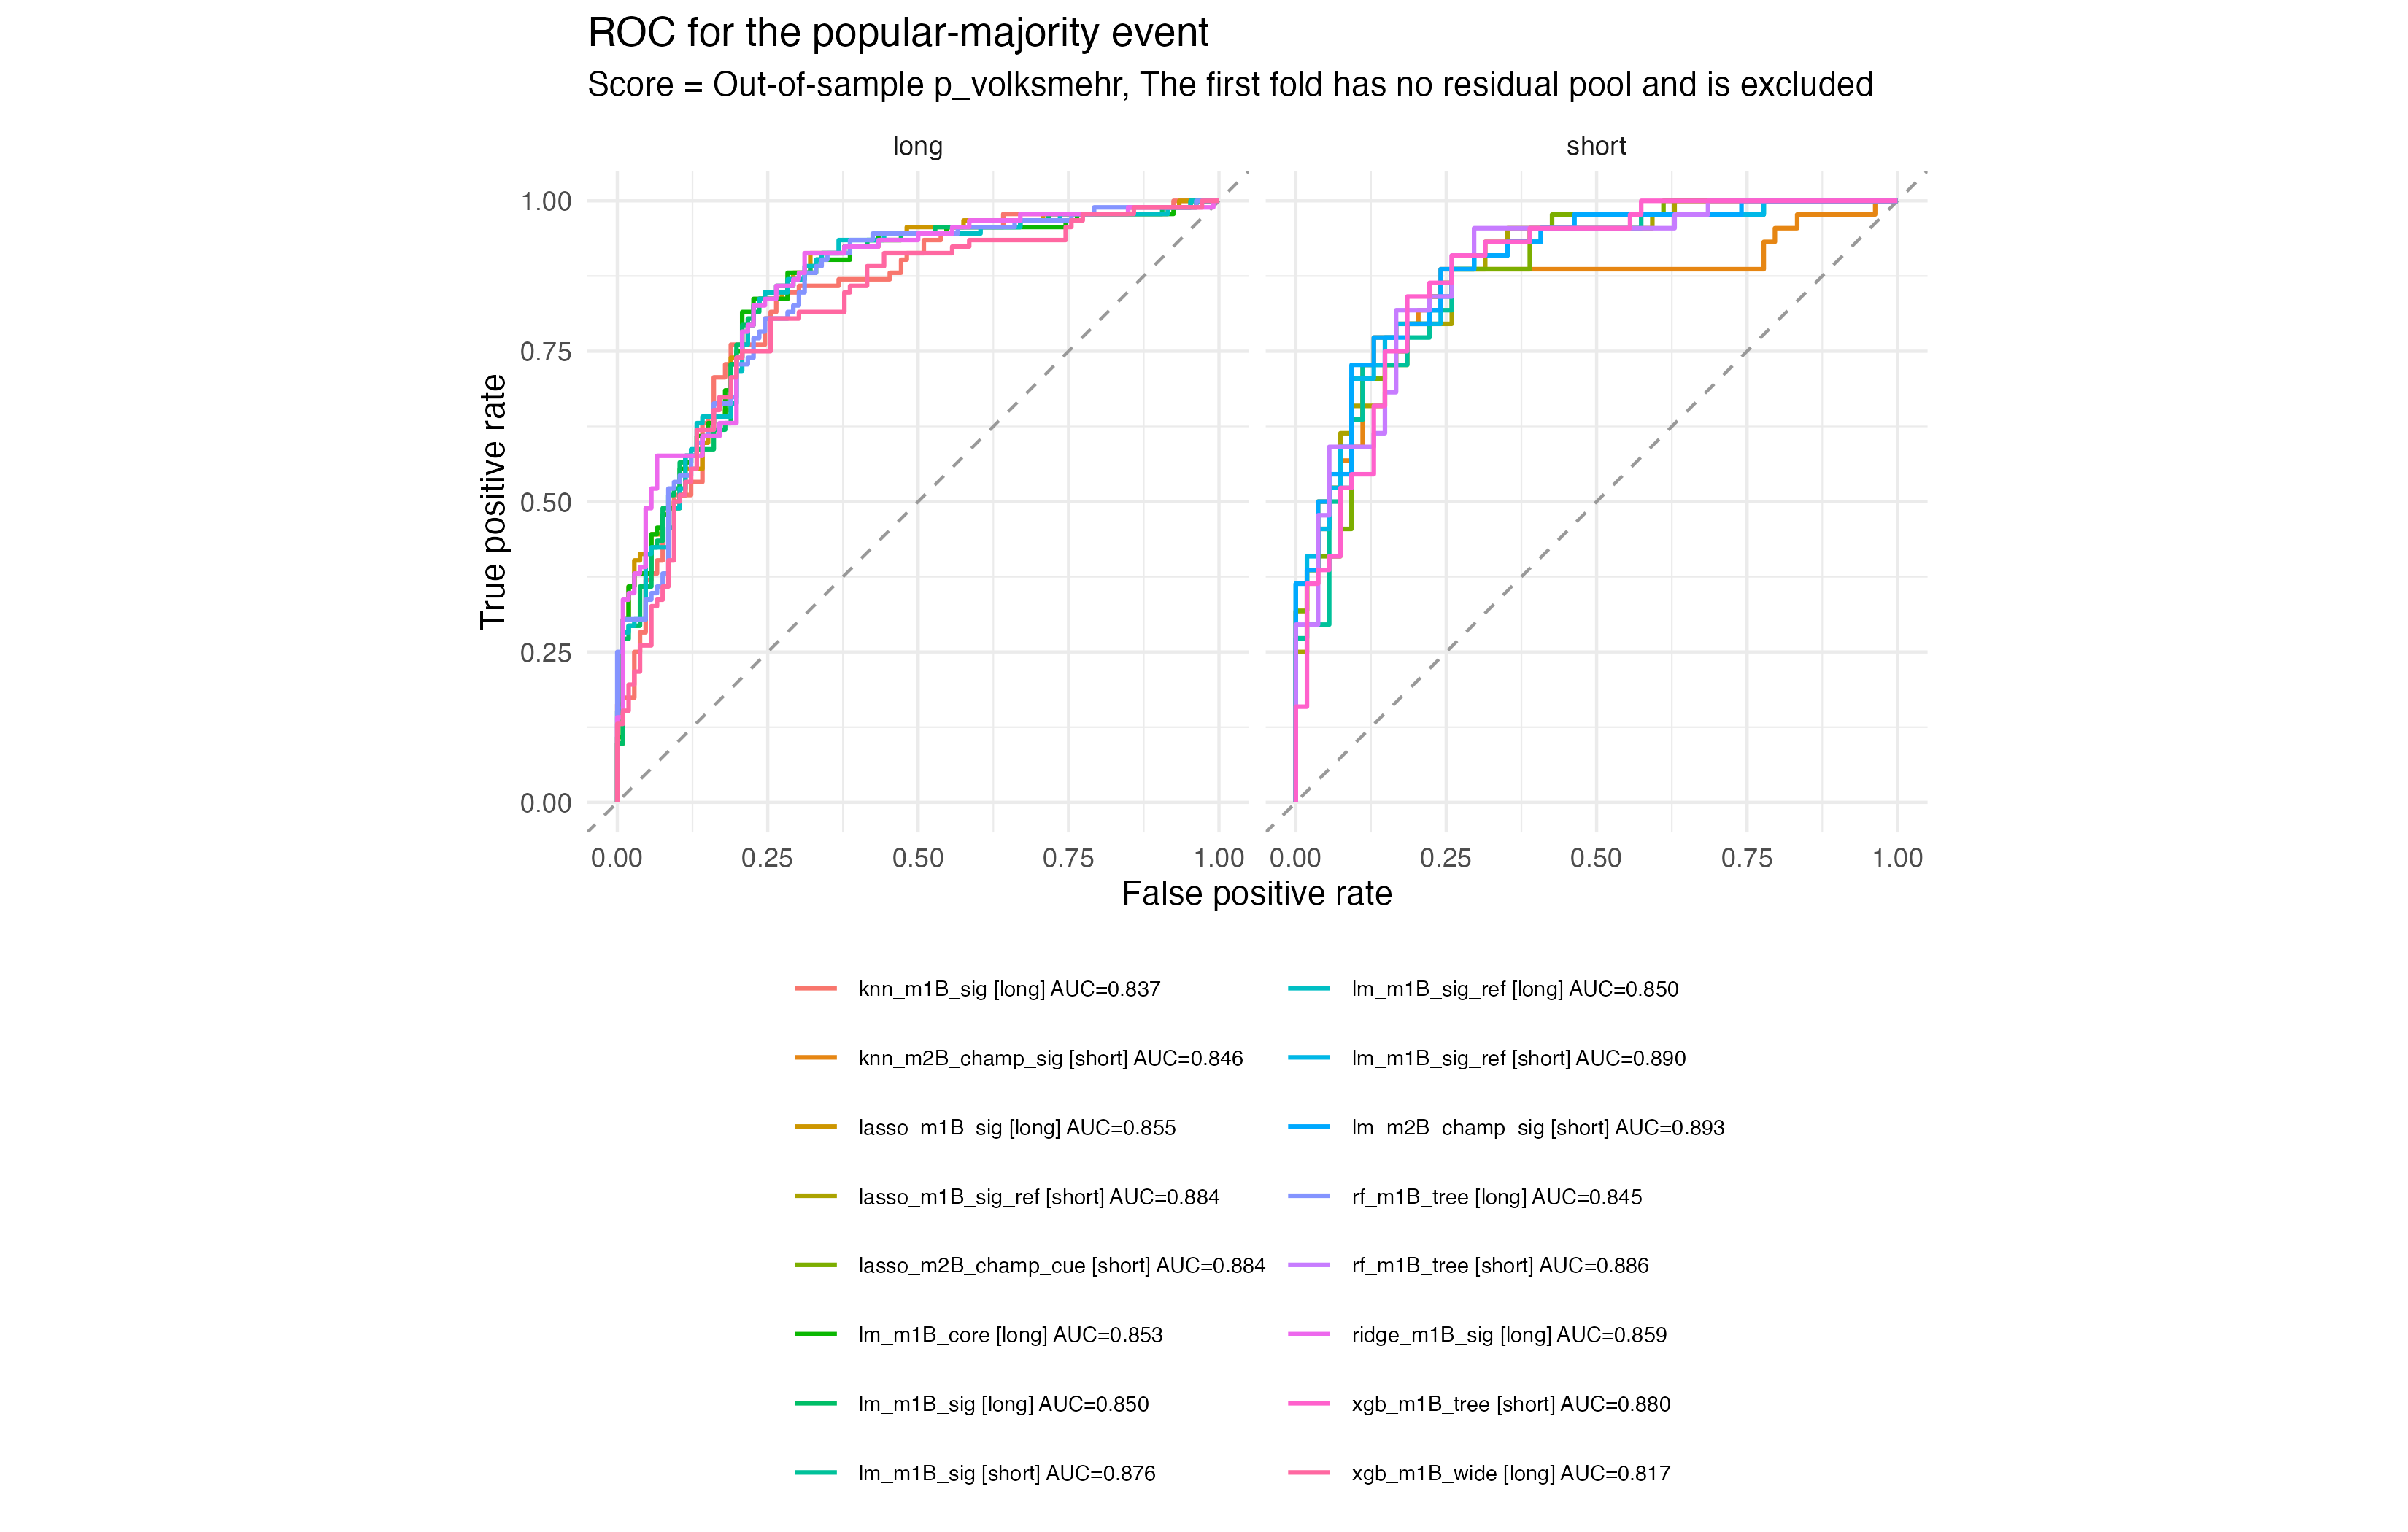 ROC for the popular-majority event
Score = Out-of-sample p_volksmehr, The first fold has no residual pool and is excluded
long
short
True positive rate
1.00
0.75
0.50
0.25
0.00
0.00 0.25 0.50 0.75 1.00
0.00 0.25 0.50 0.75 1.00
False positive rate
knn_m1B_sig [long] AUC=0.837
knn_m2B_champ_sig [short] AUC=0.846
lasso_m1B_sig [long] AUC=0.855
lasso_m1B_sig_ref [short] AUC=0.884
lasso_m2B_champ_cue [short] AUC=0.884
lm_m1B_core [long] AUC=0.853
lm_m1B_sig [long] AUC=0.850
lm_m1B_sig [short] AUC=0.876
lm_m1B_sig_ref [long] AUC=0.850
lm_m1B_sig_ref [short] AUC=0.890
lm_m2B_champ_sig [short] AUC=0.893
rf_m1B_tree [long] AUC=0.845
rf_m1B_tree [short] AUC=0.886
ridge_m1B_sig [long] AUC=0.859
xgb_m1B_tree [short] AUC=0.880
xgb_m1B_wide [long] AUC=0.817